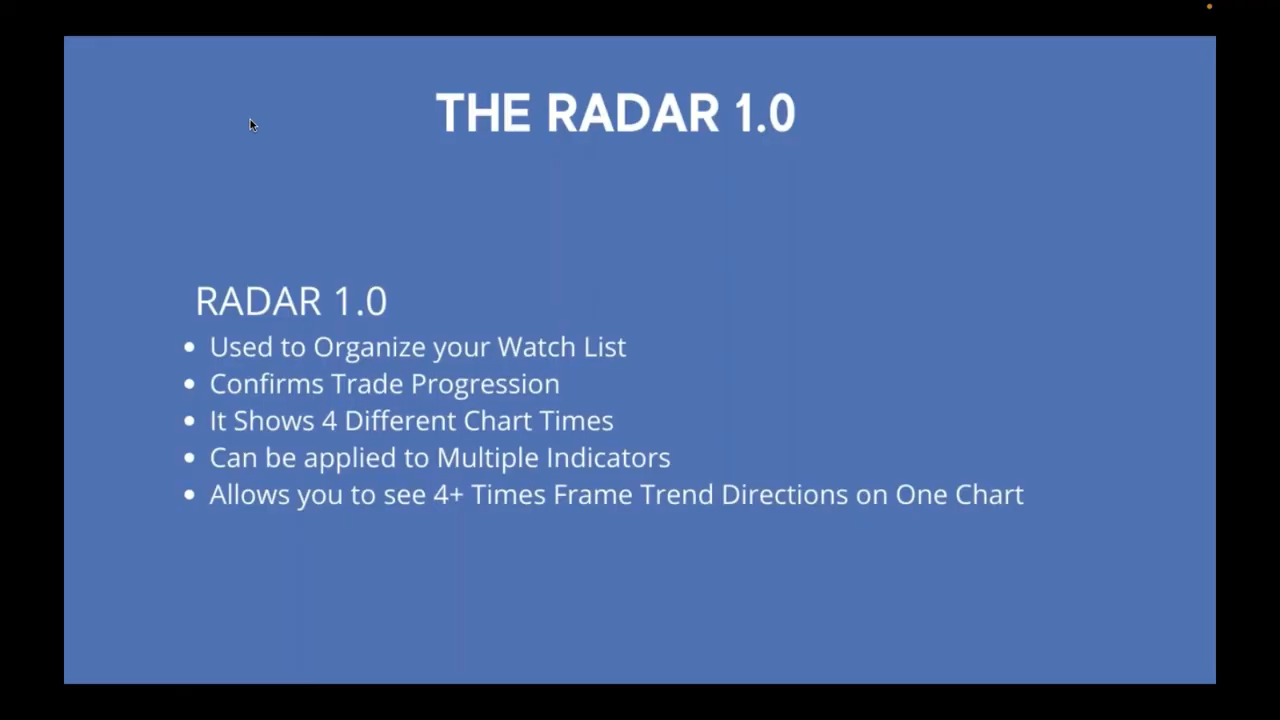 THE RADAR 1.0
RADAR 1.0
• Used to Organize your Watch List
• Confirms Trade Progression
• It Shows 4 Different Chart Times
• Can be applied to Multiple Indicators
• Allows you to see 4+ Times Frame Trend Directions on One Chart